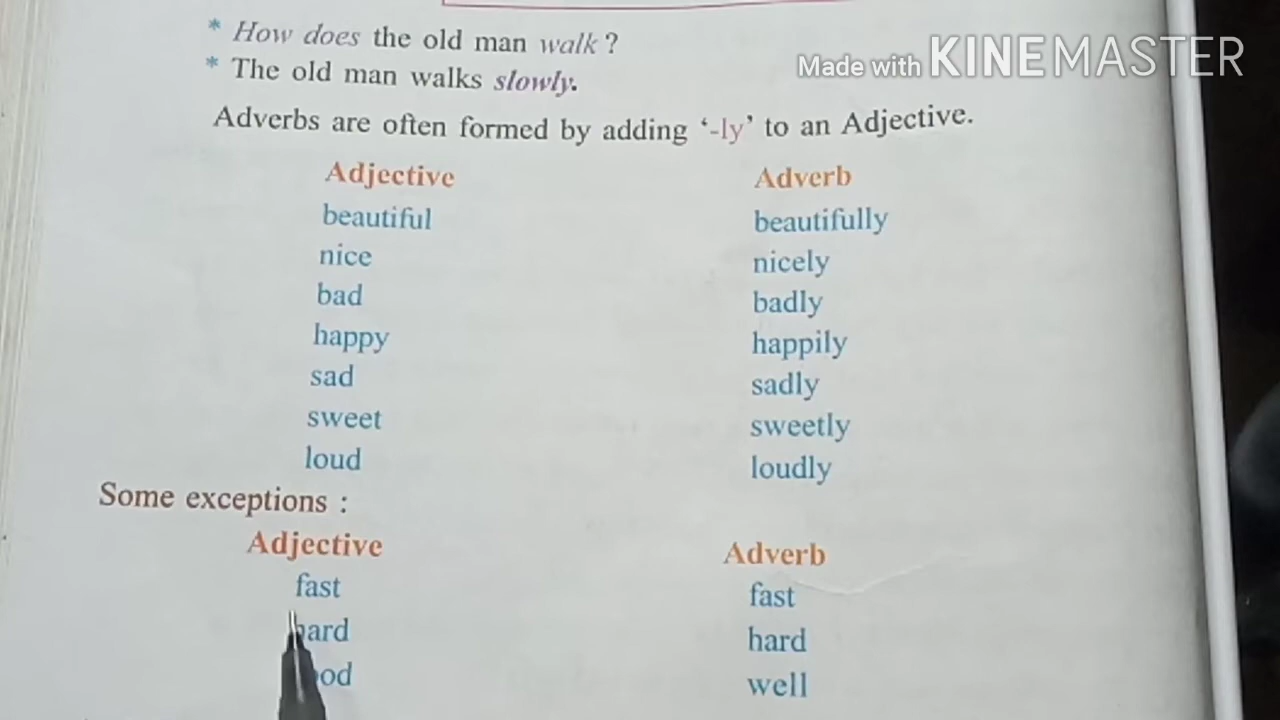 * How does the old man walk ?
Made with KINEMASTER
* The old man walks slowly.
Adverbs are often formed by adding ‘-ly’ to an Adjective.
Adjective Adverb
beautiful beautifully
nice nicely
bad badly
happy happily
sad sadly
sweet sweetly
loud loudly
Some exceptions :
Adjective Adverb
fast fast
hard hard
well